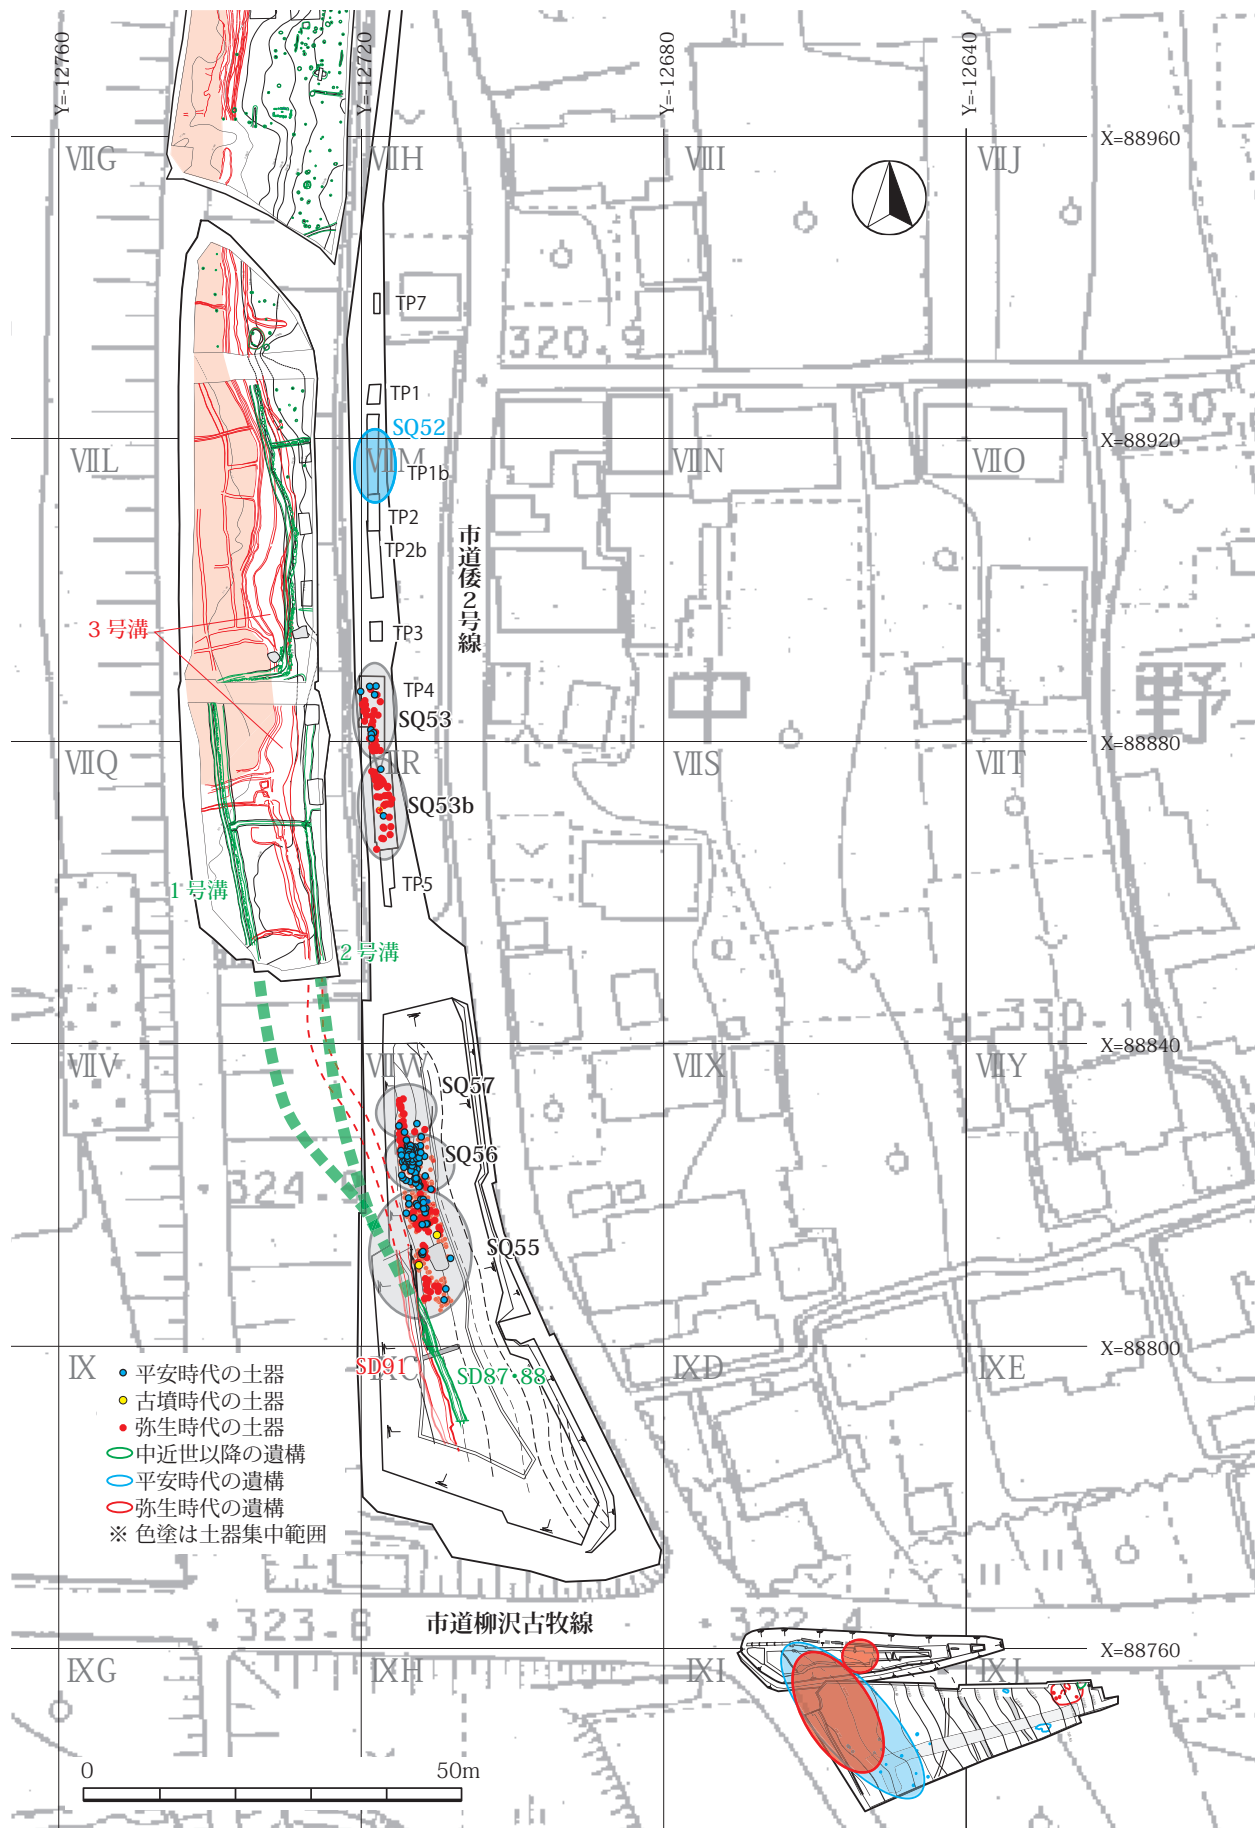 Y=-12760
Y=-12720
Y=-12680
Y=-12640
X=88960
ⅦG
ⅦH
ⅦI
ⅦJ
TP7
320.
TP1
330.
SQ52
X=88920
ⅦL
ⅦM
ⅦN
ⅦO
TP1b
TP2
TP2b
市道倭2号線
3号溝
TP3
TP4
SQ53
X=88880
ⅦQ
ⅦR
ⅦS
ⅦT
SQ53b
TP5
1号溝
2号溝
330.1
X=88840
ⅦV
ⅦW
ⅦX
ⅦY
SQ57
SQ56
324.
SQ55
X=88800
SD91
SD87・88
Ⅸ
ⅨC
ⅨD
ⅨE
平安時代の土器
古墳時代の土器
弥生時代の土器
中近世以降の遺構
平安時代の遺構
弥生時代の遺構
※ 色塗は土器集中範囲
323.8
市道柳沢古牧線
322.4
X=88760
ⅨG
ⅨH
ⅨI
ⅨJ
0
50m